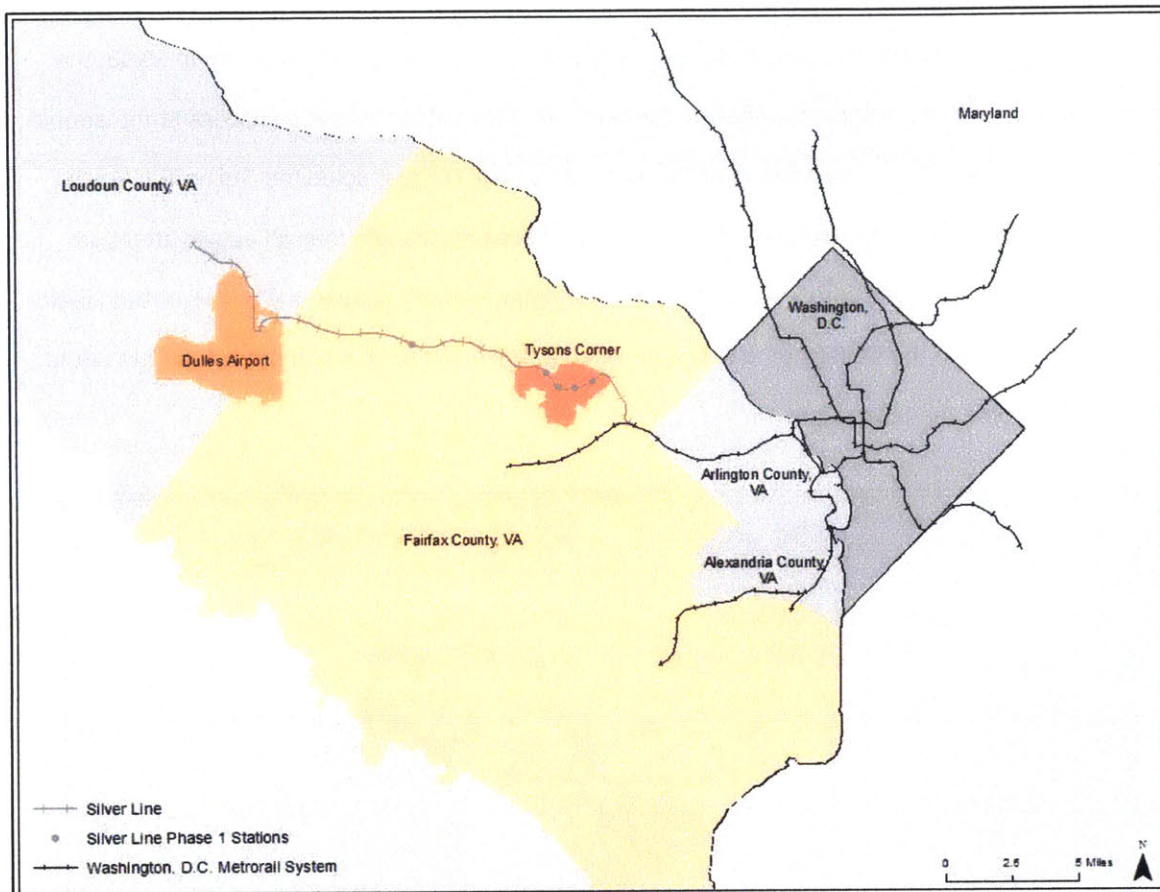 Maryland
Loudoun County, VA
Washington,
D.C.
Dulles Airport
Tysons Corner
Arlington County,
VA
Fairfax County, VA
Alexandria County,
VA
Silver Line
Silver Line Phase 1 Stations
Washington, D.C. Metrorail System
0 2.5 5 Miles
N